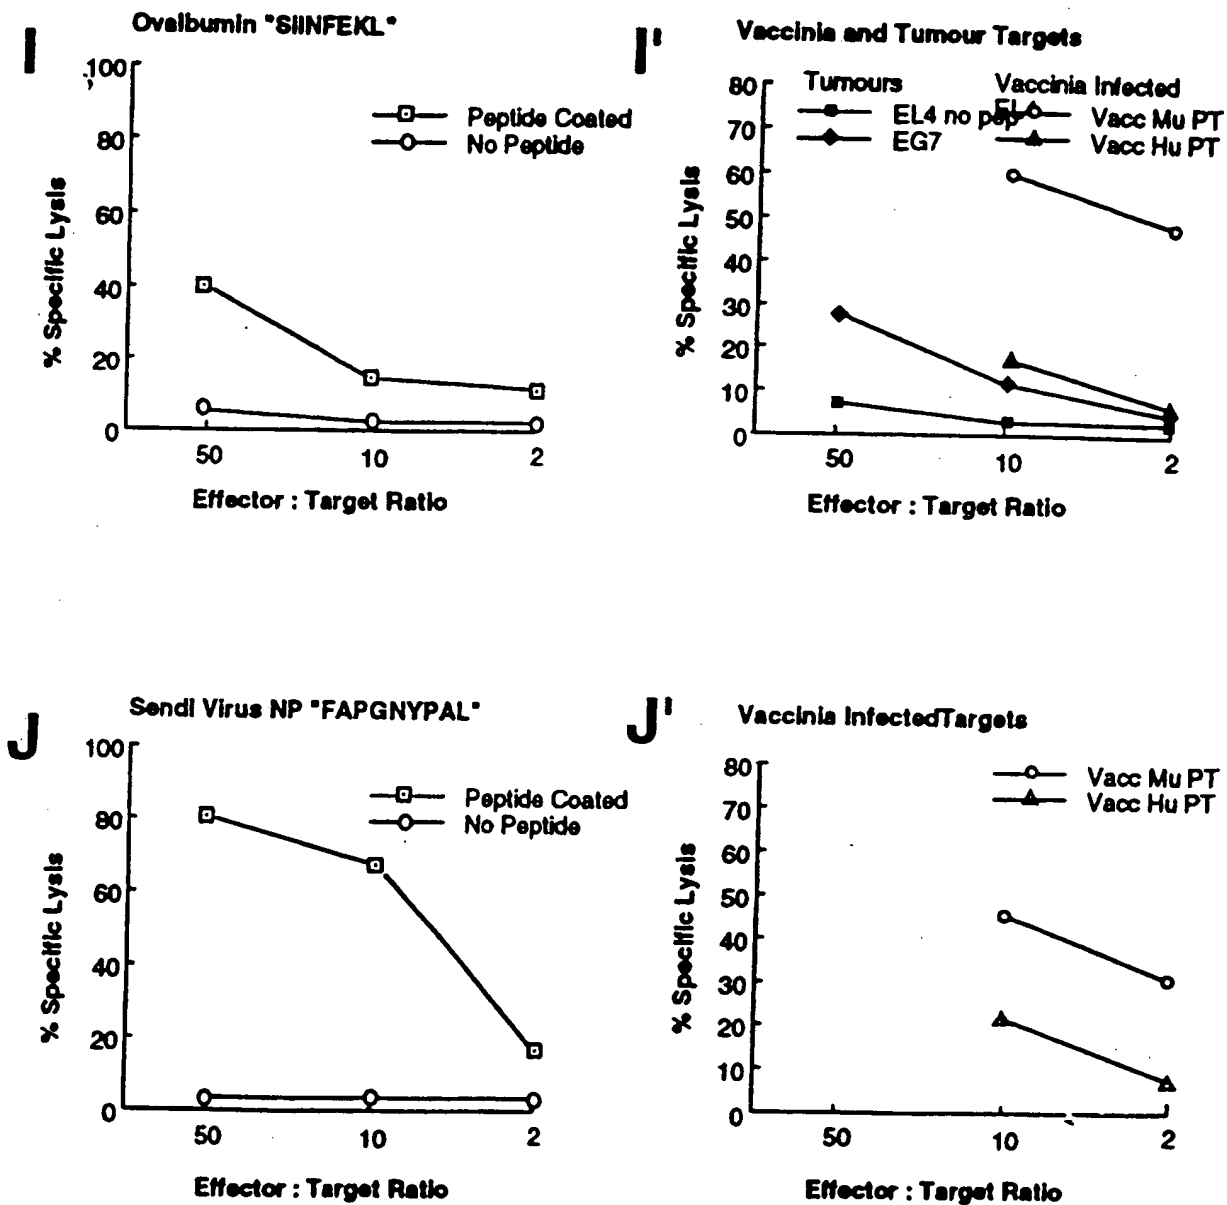 I
Ovalbumin "SIINFEKL"
100
80
60
40
20
0
% Specific Lysis
Peptide Coated
No Peptide
50 10 2
Effector : Target Ratio
I'
Vaccinia and Tumour Targets
Tumours
EL4 no pep
EG7
Vaccinia Infected
EL4
Vacc Mu PT
Vacc Hu PT
80
70
60
50
40
30
20
10
0
% Specific Lysis
50 10 2
Effector : Target Ratio
J
Sendi Virus NP "FAPGNYPAL"
100
80
60
40
20
0
% Specific Lysis
Peptide Coated
No Peptide
50 10 2
Effector : Target Ratio
J'
Vaccinia InfectedTargets
Vacc Mu PT
Vacc Hu PT
80
70
60
50
40
30
20
10
0
% Specific Lysis
50 10 2
Effector : Target Ratio